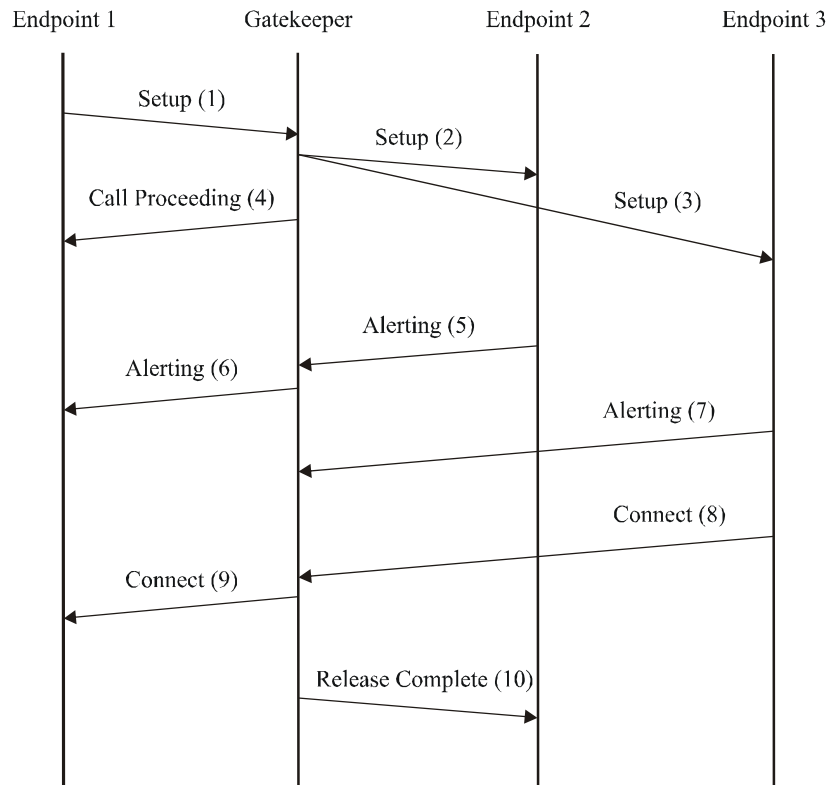 Endpoint 1 Gatekeeper Endpoint 2 Endpoint 3
Setup (1)
Setup (2)
Call Proceeding (4)
Setup (3)
Alerting (5)
Alerting (6)
Alerting (7)
Connect (8)
Connect (9)
Release Complete (10)